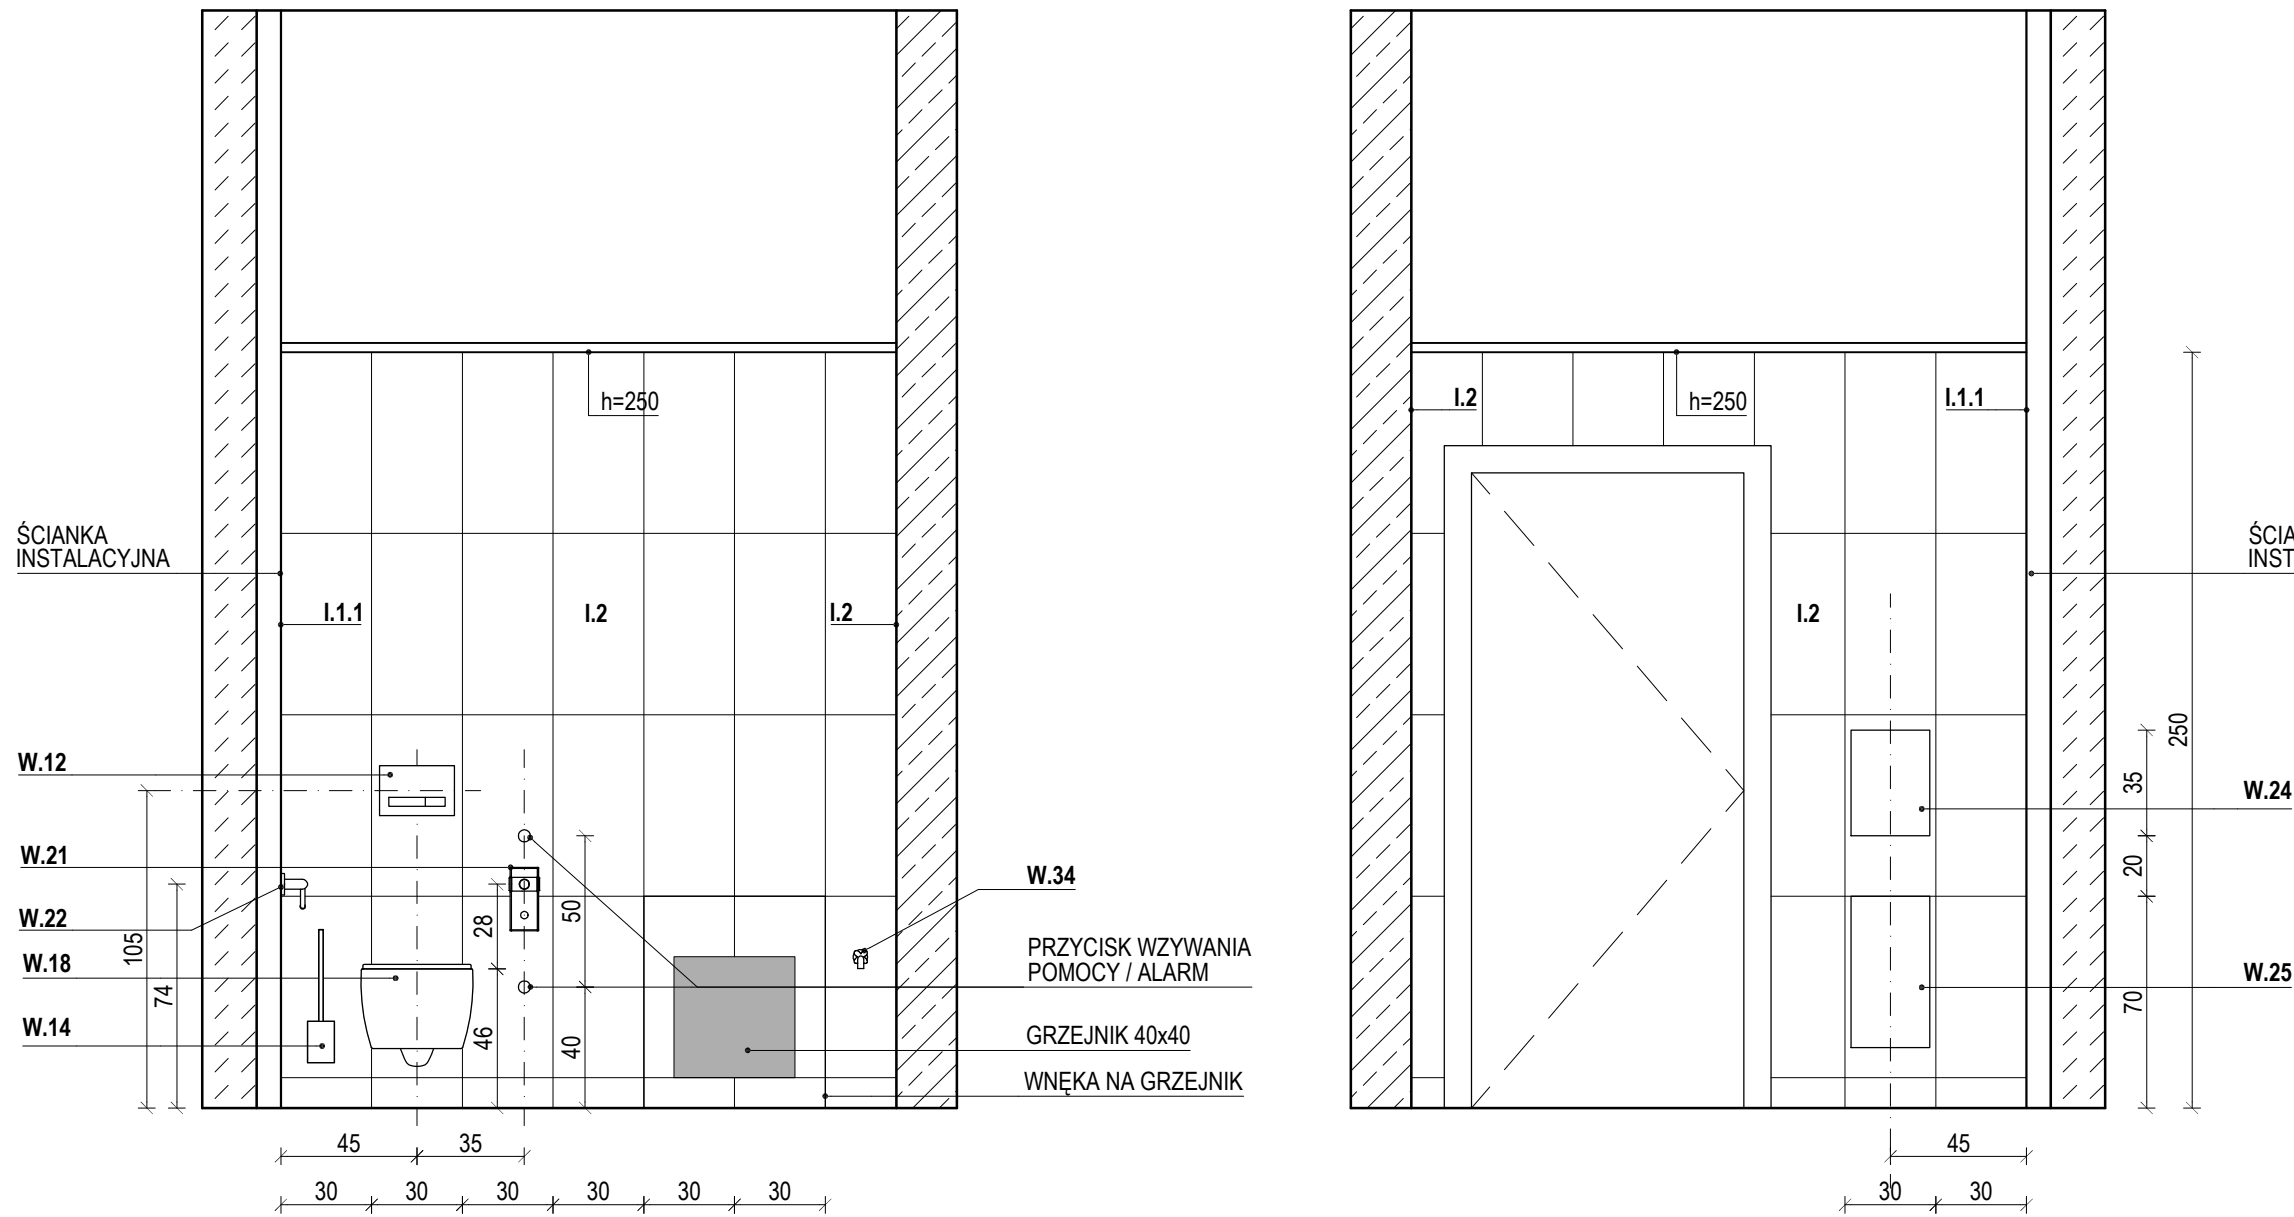 h=250
ŚCIANKA
INSTALACYJNA
I.1.1
I.2
I.2
W.12
W.21
W.22
W.18
W.14
105
74
28
46
50
40
W.34
PRZYCISK WZYWANIA
POMOCY / ALARM
GRZEJNIK 40x40
WNĘKA NA GRZEJNIK
45
35
30
30
30
30
30
30
I.2
h=250
I.1.1
I.2
ŚCIA
INST
250
35
20
70
W.24
W.25
45
30
30